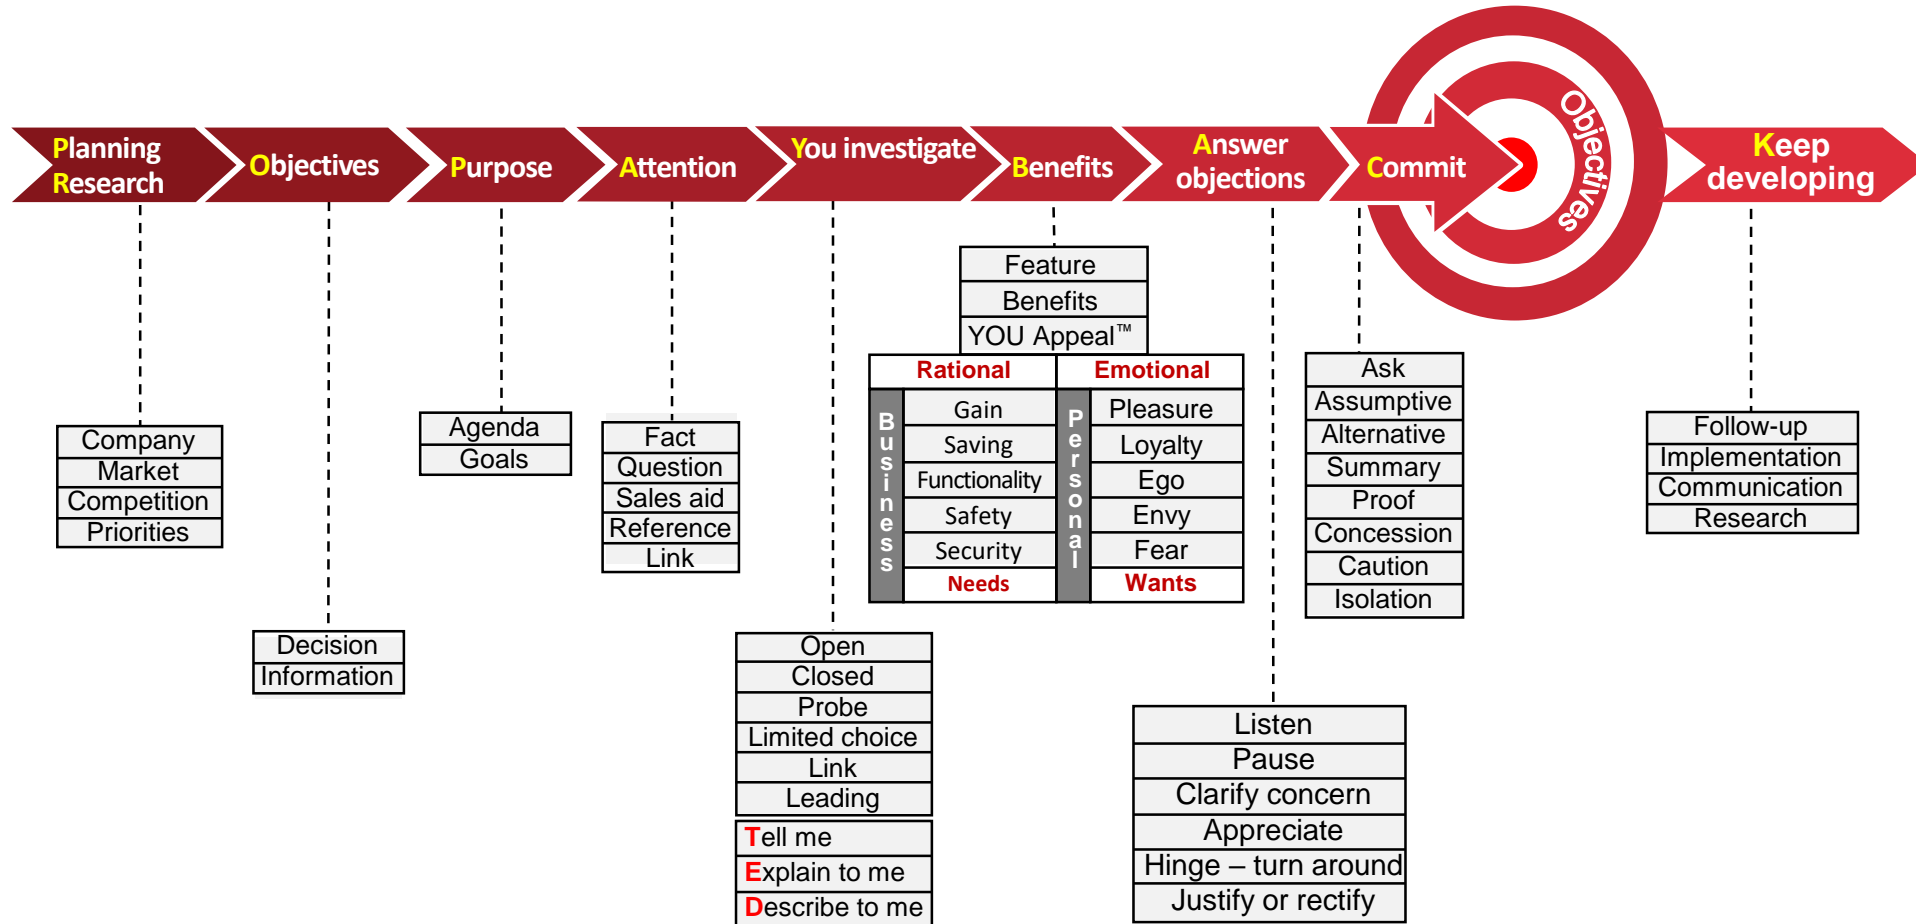 Planning
Research
Objectives
Purpose
Attention
You investigate
Benefits
Answer
objections
Commit
Objectives
Keep
developing
Company
Market
Competition
Priorities
Decision
Information
Agenda
Goals
Fact
Question
Sales aid
Reference
Link
Open
Closed
Probe
Limited choice
Link
Leading
Tell me
Explain to me
Describe to me
Feature
Benefits
YOU Appeal™
Rational
Emotional
Business
Gain
Saving
Functionality
Safety
Security
Needs
Personal
Pleasure
Loyalty
Ego
Envy
Fear
Wants
Listen
Pause
Clarify concern
Appreciate
Hinge – turn around
Justify or rectify
Ask
Assumptive
Alternative
Summary
Proof
Concession
Caution
Isolation
Follow-up
Implementation
Communication
Research